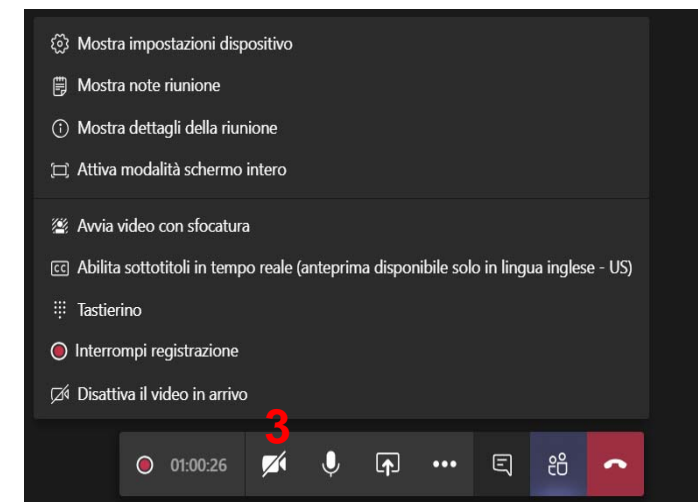 Mostra impostazioni dispositivo
Mostra note riunione
Mostra dettagli della riunione
Attiva modalità schermo intero
Avvia video con sfocatura
CC Abilita sottotitoli in tempo reale (anteprima disponibile solo in lingua inglese - US)
Tastierino
Interrompi registrazione
Disattiva il video in arrivo
3
01:00:26